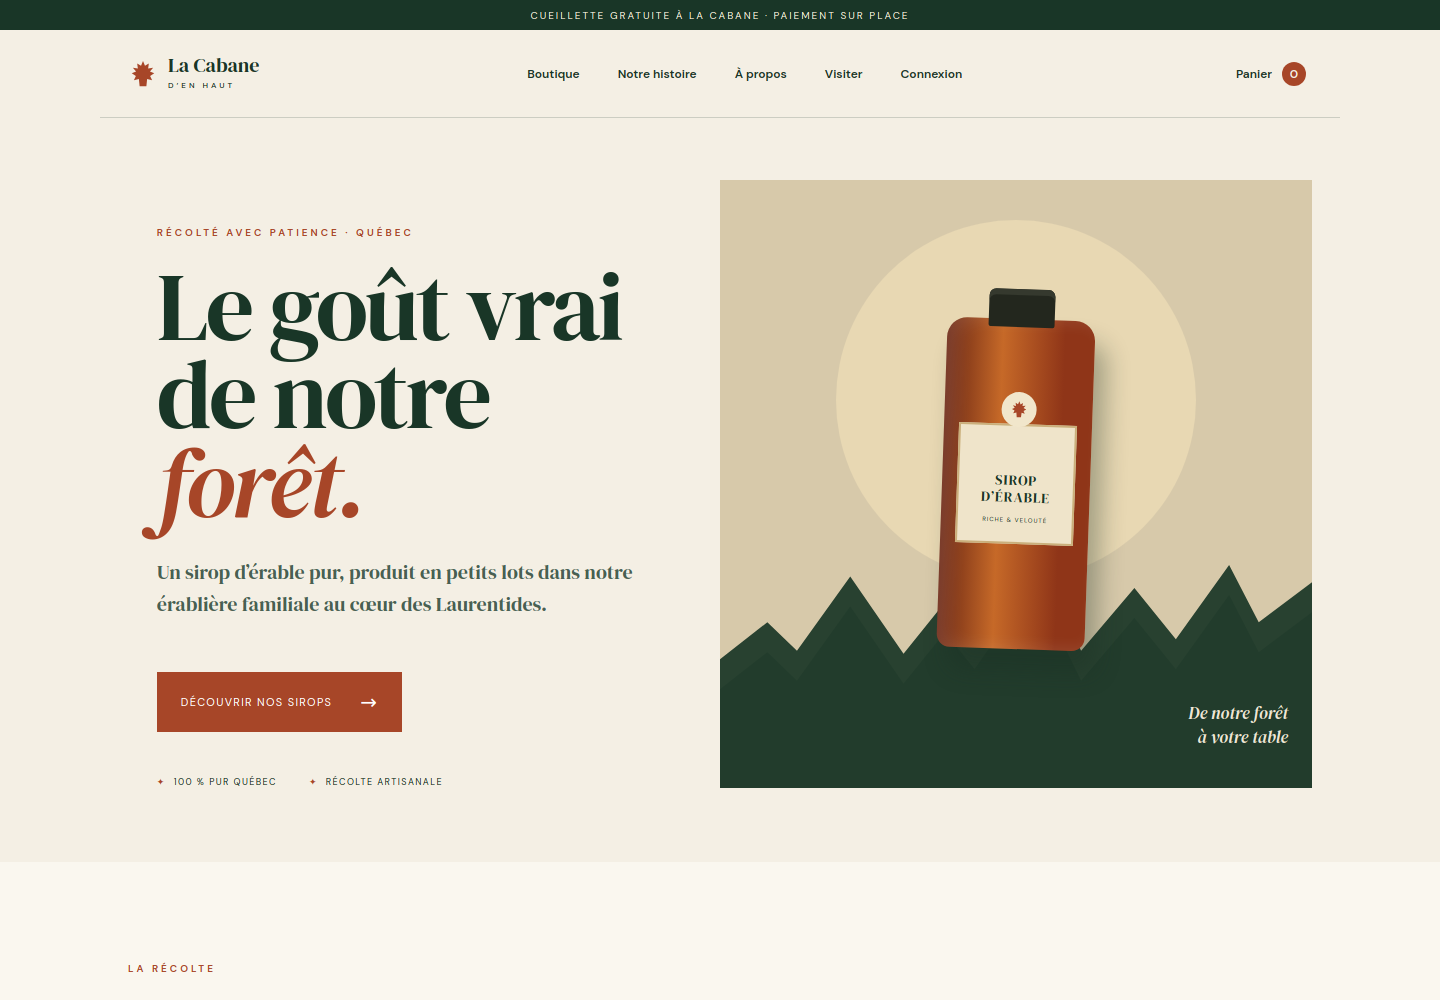 CUEILLETTE GRATUITE À LA CABANE · PAIEMENT SUR PLACE
La Cabane
D'EN HAUT
Boutique
Notre histoire
À propos
Visiter
Connexion
Panier
0
RÉCOLTÉ AVEC PATIENCE · QUÉBEC
Le goût vrai
de notre
forêt.
Un sirop d’érable pur, produit en petits lots dans notre
érablière familiale au cœur des Laurentides.
DÉCOUVRIR NOS SIROPS →
✦ 100 % PUR QUÉBEC
✦ RÉCOLTE ARTISANALE
SIROP
D’ÉRABLE
RICHE & VELOUTÉ
De notre forêt
à votre table
LA RÉCOLTE